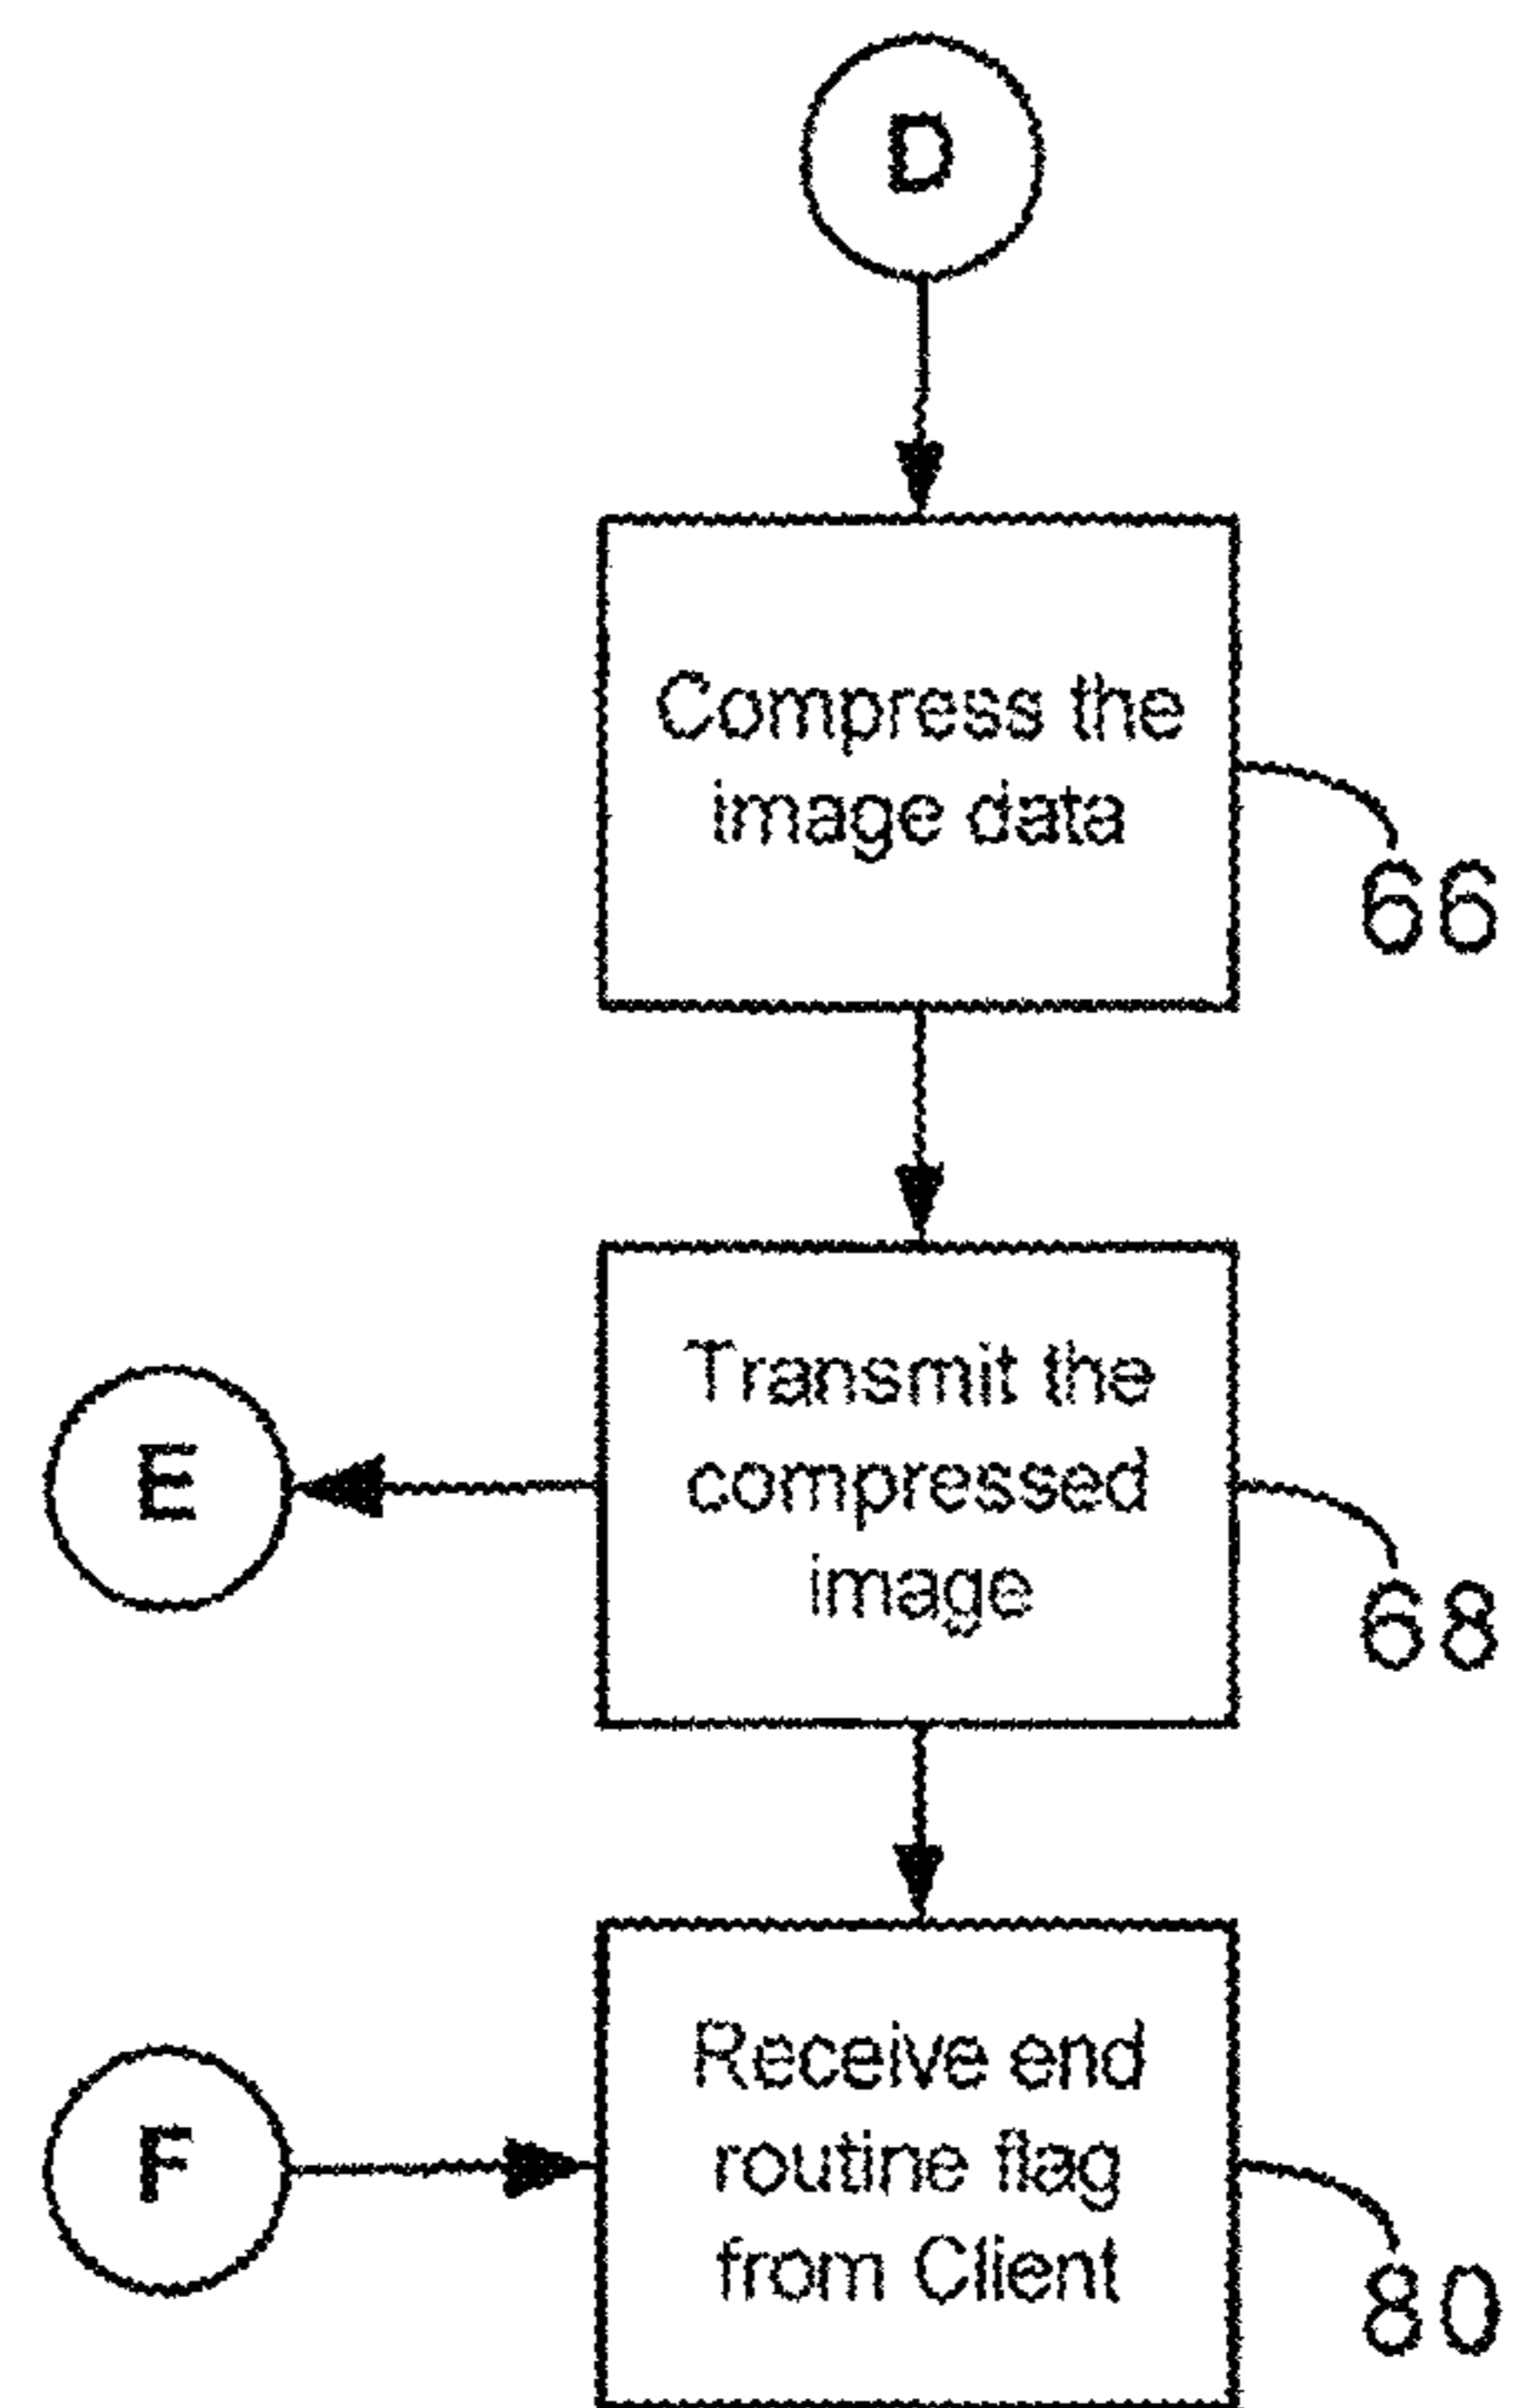 D
Compress the
image data
66
Transmit the
compressed
image
E
68
Receive end
routine flag
from Client
F
80